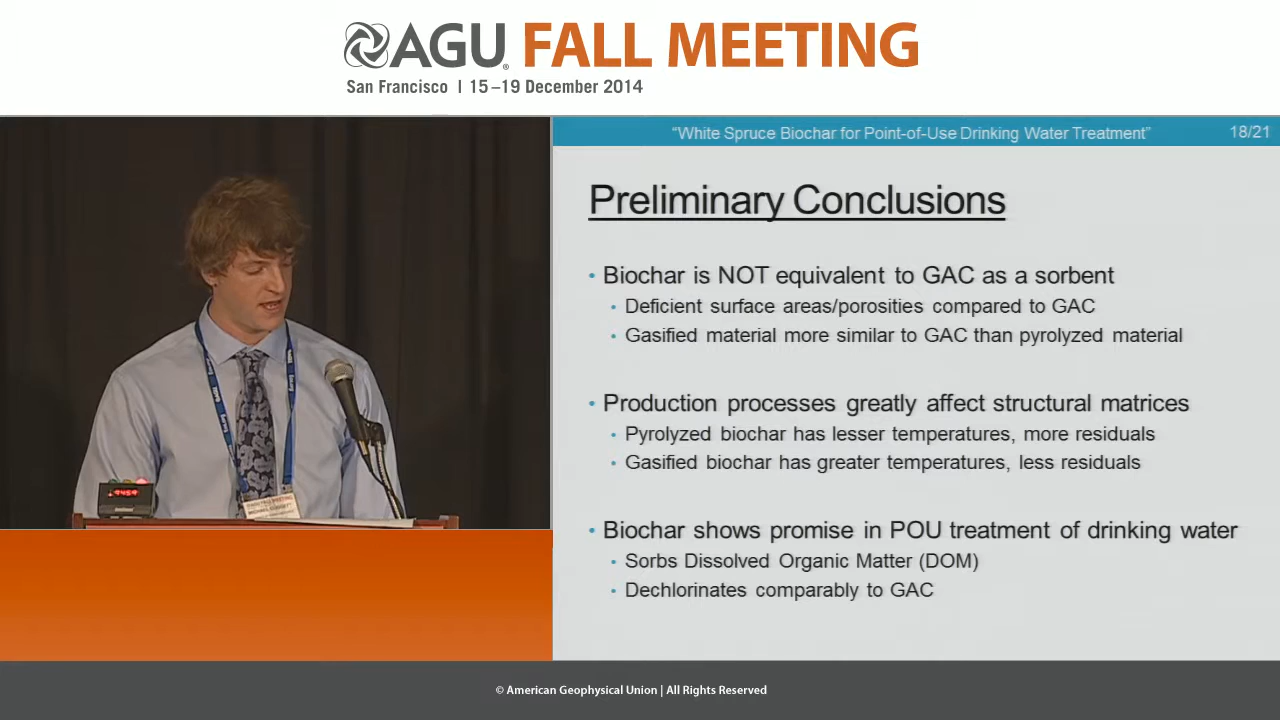 AGU FALL MEETING
San Francisco | 15–19 December 2014
“White Spruce Biochar for Point-of-Use Drinking Water Treatment” 18/21
Preliminary Conclusions
• Biochar is NOT equivalent to GAC as a sorbent
• Deficient surface areas/porosities compared to GAC
• Gasified material more similar to GAC than pyrolyzed material
• Production processes greatly affect structural matrices
• Pyrolyzed biochar has lesser temperatures, more residuals
• Gasified biochar has greater temperatures, less residuals
• Biochar shows promise in POU treatment of drinking water
• Sorbs Dissolved Organic Matter (DOM)
• Dechlorinates comparably to GAC
FALL MEETING
© American Geophysical Union | All Rights Reserved